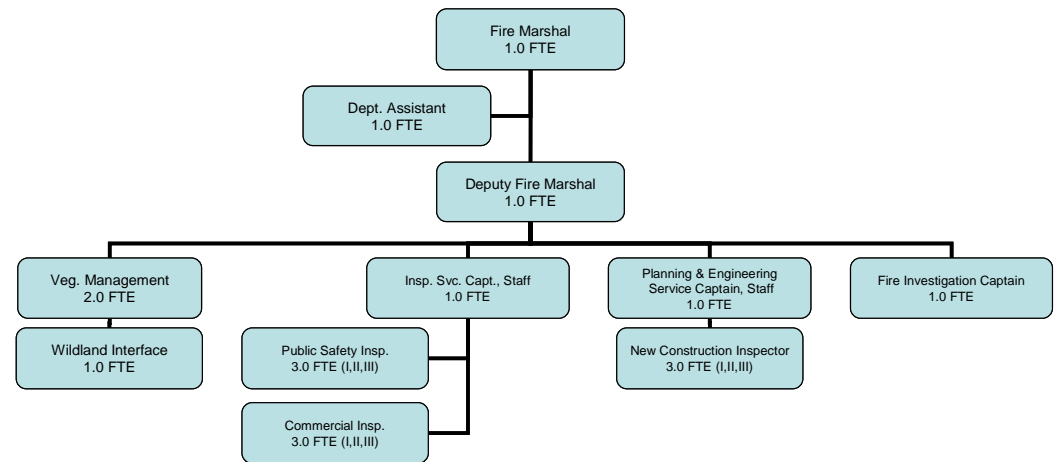 Fire Marshal
1.0 FTE
Dept. Assistant
1.0 FTE
Deputy Fire Marshal
1.0 FTE
Veg. Management
2.0 FTE
Insp. Svc. Capt., Staff
1.0 FTE
Planning & Engineering
Service Captain, Staff
1.0 FTE
Fire Investigation Captain
1.0 FTE
Wildland Interface
1.0 FTE
Public Safety Insp.
3.0 FTE (I,II,III)
New Construction Inspector
3.0 FTE (I,II,III)
Commercial Insp.
3.0 FTE (I,II,III)